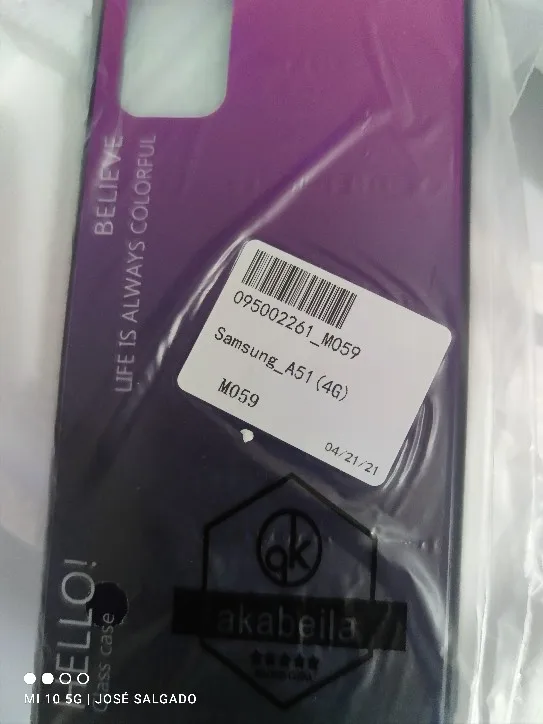 BELIEVE
LIFE IS ALWAYS COLORFUL
095002261_M059
Samsung_A51(4G)
M059
04/21/21
akabeila
HELLO!
Glass case
MI 10 5G | JOSÉ SALGADO